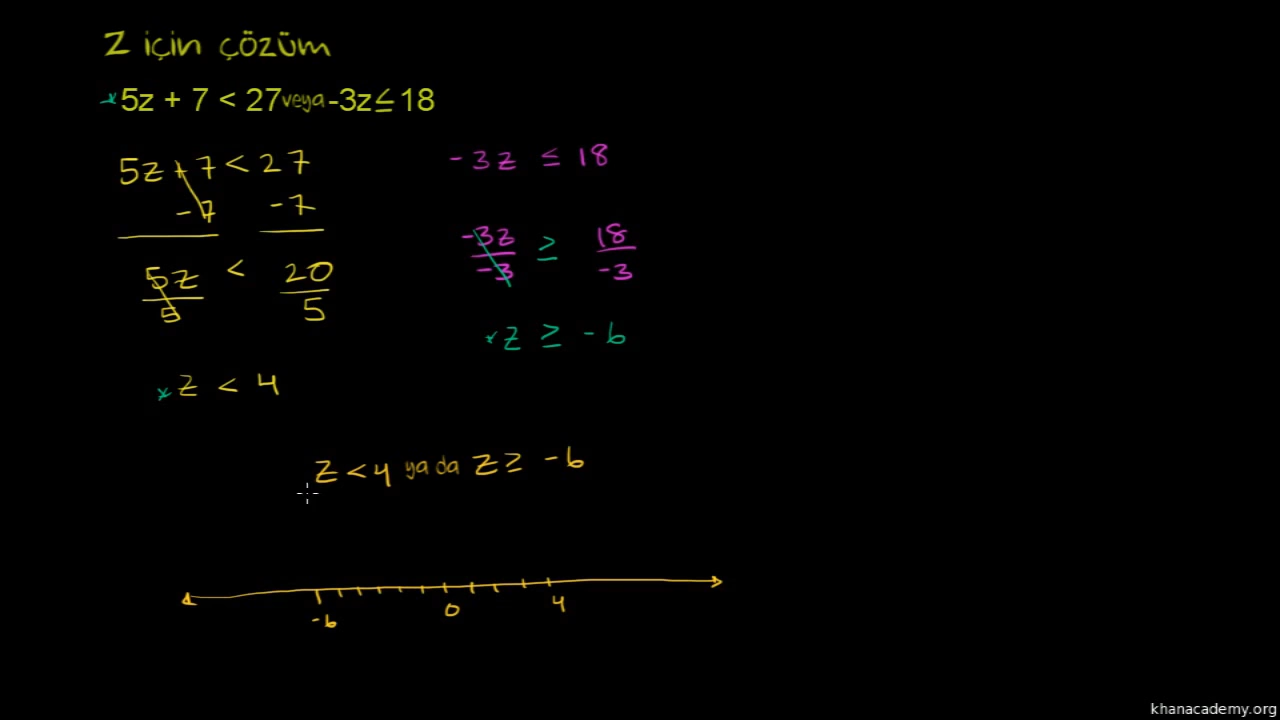 z için çözüm
*5z + 7 < 27 veya -3z ≤ 18
5z + 7 < 27
-7 -7
5z < 20
5 5
*z < 4
-3z ≤ 18
-3z ≥ 18
-3 -3
*z ≥ -6
z < 4 ya da z ≥ -6
-6 0 4
khanacademy.org